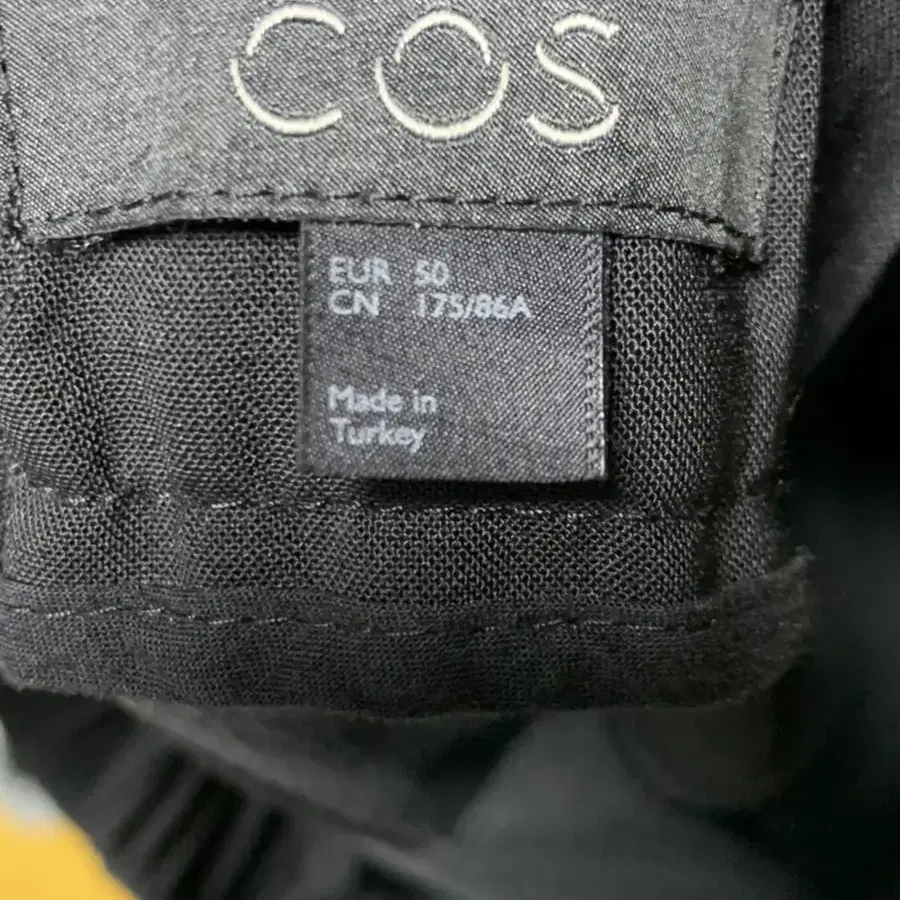 COS
EUR 50
CN 175/86A
Made in
Turkey